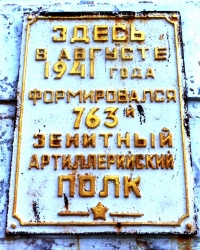 ЗДЕСЬ
В АВГУСТЕ
1941 ГОДА
ФОРМИРОВАЛСЯ
763 й
ЗЕНИТНЫЙ
АРТИЛЛЕРИЙСКИЙ
ПОЛК